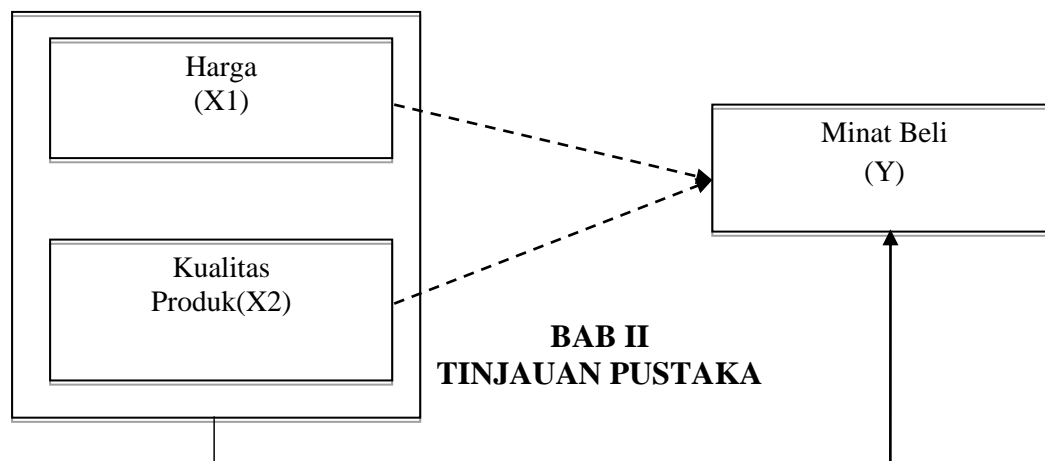 Harga
(X1)
Minat Beli
(Y)
Kualitas
Produk(X2)
BAB II
TINJAUAN PUSTAKA